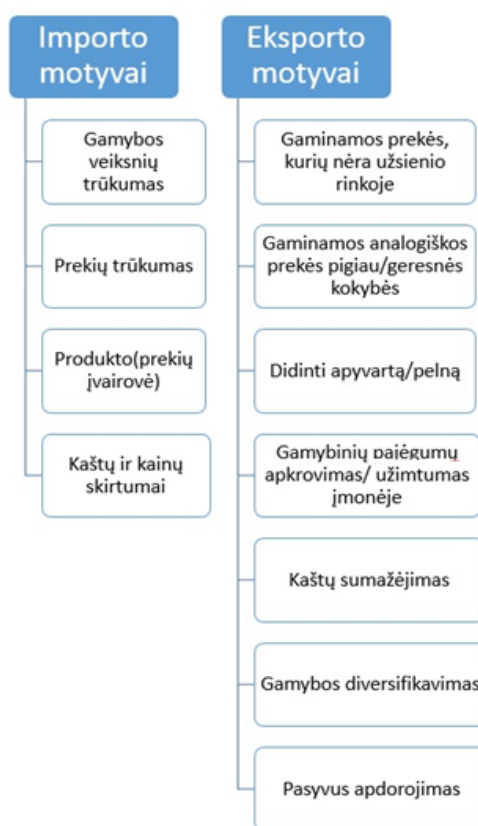 Importo
motyvai
Gamybos
veiksnių
trūkumas
Prekių trūkumas
Produkto(prekių
įvairovė)
Kaštų ir kainų
skirtumai
Eksporto
motyvai
Gaminamos prekės,
kurių nėra užsienio
rinkoje
Gaminamos analogiškos
prekės pigiau/geresnės
kokybės
Didinti apyvartą/pelną
Gamybinių pajėgumų
apkrovimas/ užimtumas
įmonėje
Kaštų sumažėjimas
Gamybos diversifikavimas
Pasyvus apdorojimas